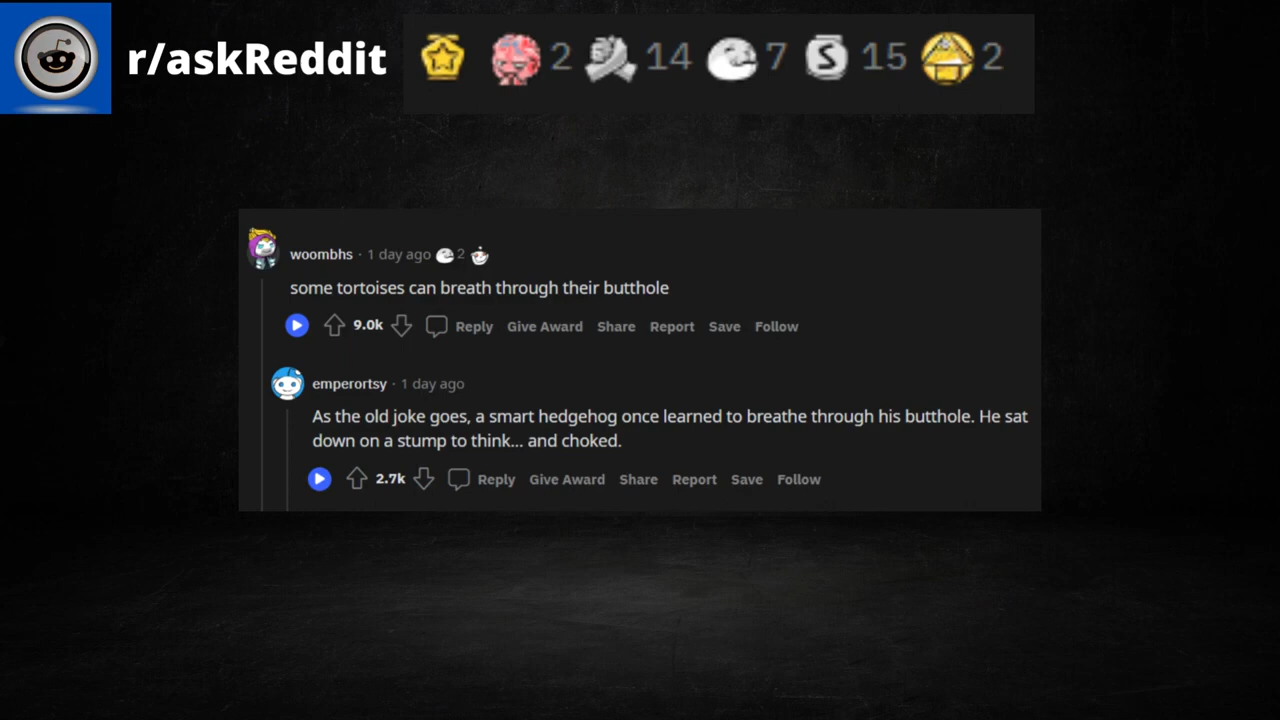 r/askReddit 2 14 7 15 2
woombhs · 1 day ago 2
some tortoises can breath through their butthole
9.0k Reply Give Award Share Report Save Follow
emperortsy · 1 day ago
As the old joke goes, a smart hedgehog once learned to breathe through his butthole. He sat
down on a stump to think... and choked.
2.7k Reply Give Award Share Report Save Follow